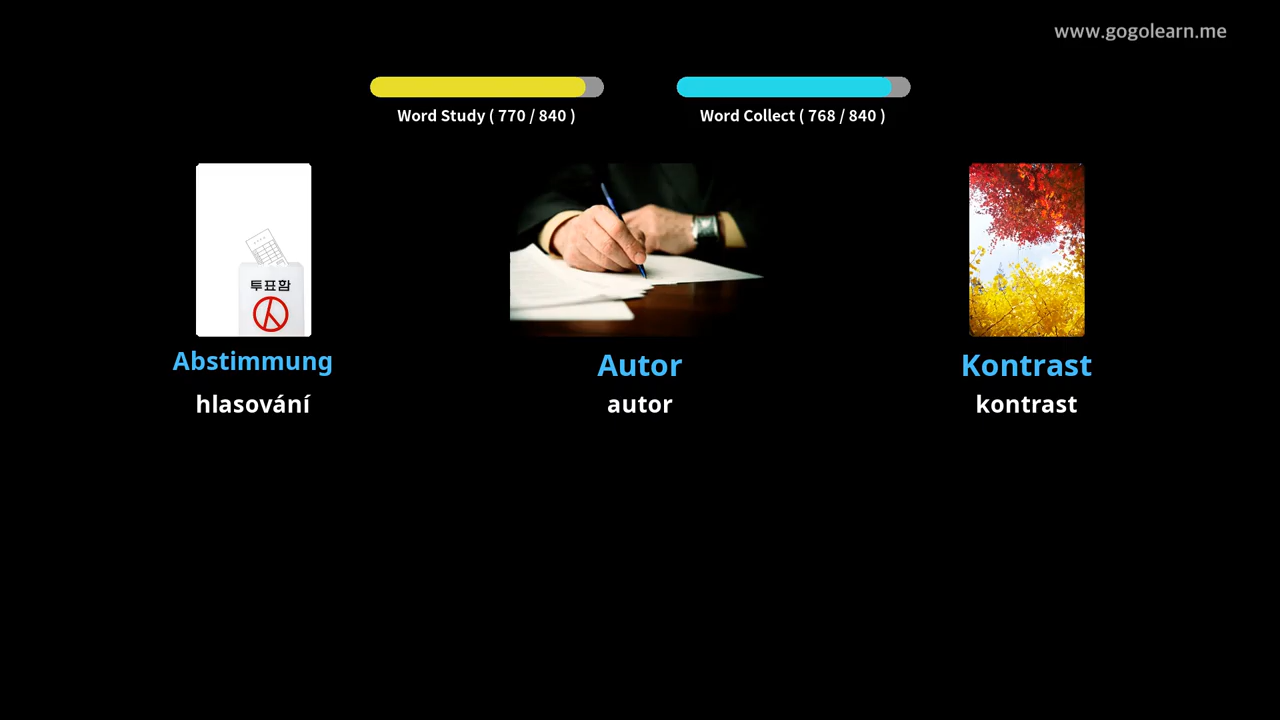 www.gogolearn.me
Word Study ( 770 / 840 )
Word Collect ( 768 / 840 )
투표함
Abstimmung
hlasování
Autor
autor
Kontrast
kontrast